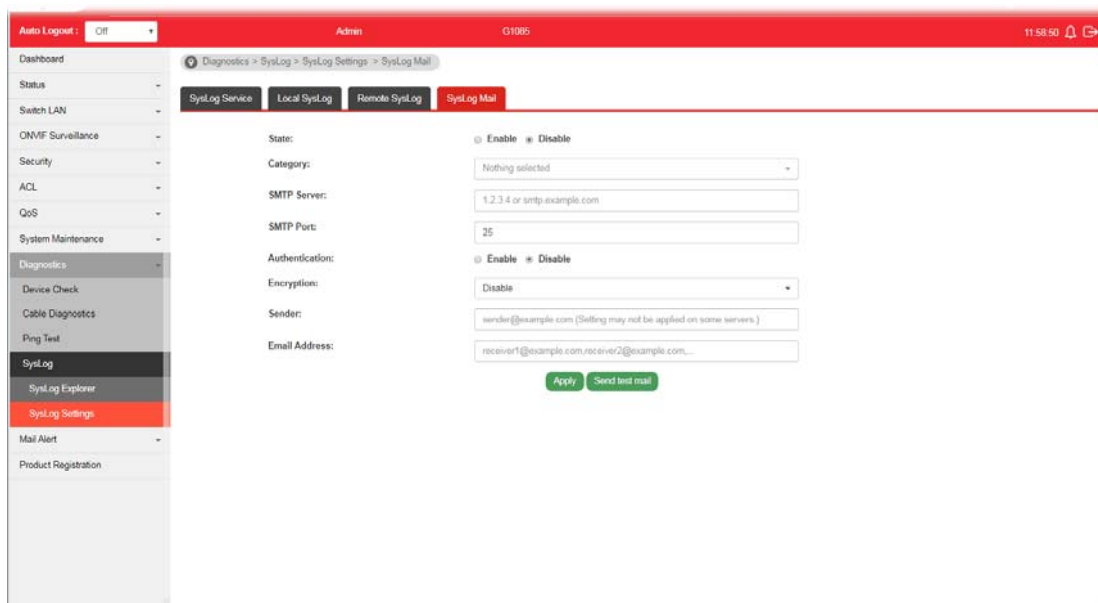 Auto Logout : Off Admin G1085 11:58:50
Dashboard
Status
Switch LAN
ONVIF Surveillance
Security
ACL
QoS
System Maintenance
Diagnostics
Device Check
Cable Diagnostics
Ping Test
SysLog
SysLog Explorer
SysLog Settings
Mail Alert
Product Registration
Diagnostics > SysLog > SysLog Settings > SysLog Mail
SysLog Service Local SysLog Remote SysLog SysLog Mail
State: Enable Disable
Category: Nothing selected
SMTP Server: 1.2.3.4 or smtp.example.com
SMTP Port: 25
Authentication: Enable Disable
Encryption: Disable
Sender: sender@example.com (Setting may not be applied on some servers.)
Email Address: receiver1@example.com,receiver2@example.com,...
Apply Send test mail